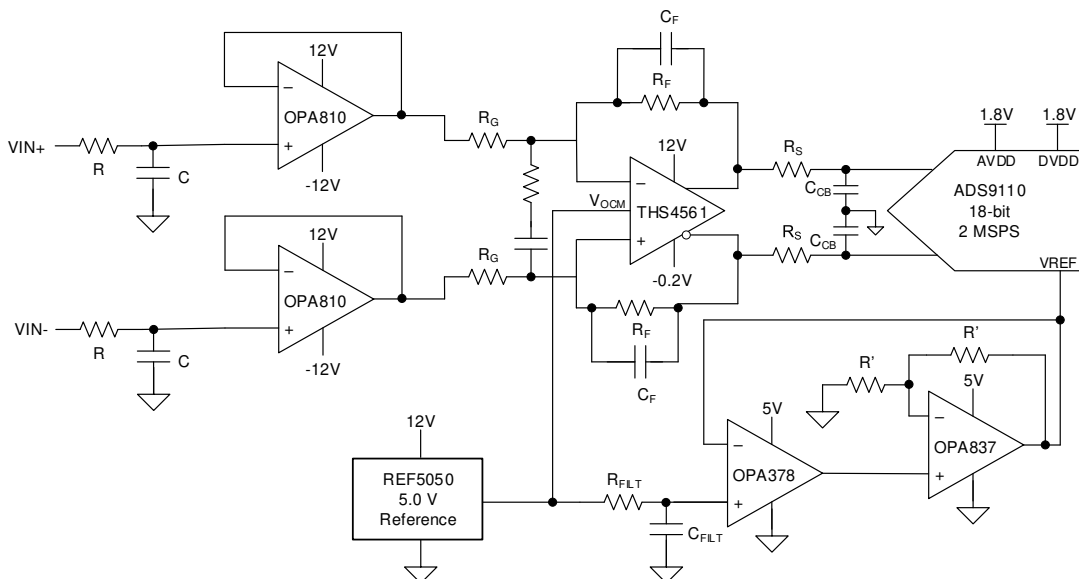 12V
OPA810
-12V
VIN+
R
C
RG
CF
RF
12V
VOCM
THS4561
-0.2V
RS
CCB
CCB
RS
1.8V
1.8V
AVDD
DVDD
ADS9110
18-bit
2 MSPS
VREF
12V
OPA810
-12V
VIN-
R
C
RG
RF
CF
12V
REF5050
5.0 V
Reference
RFILT
CFILT
5V
OPA378
R'
R'
5V
OPA837